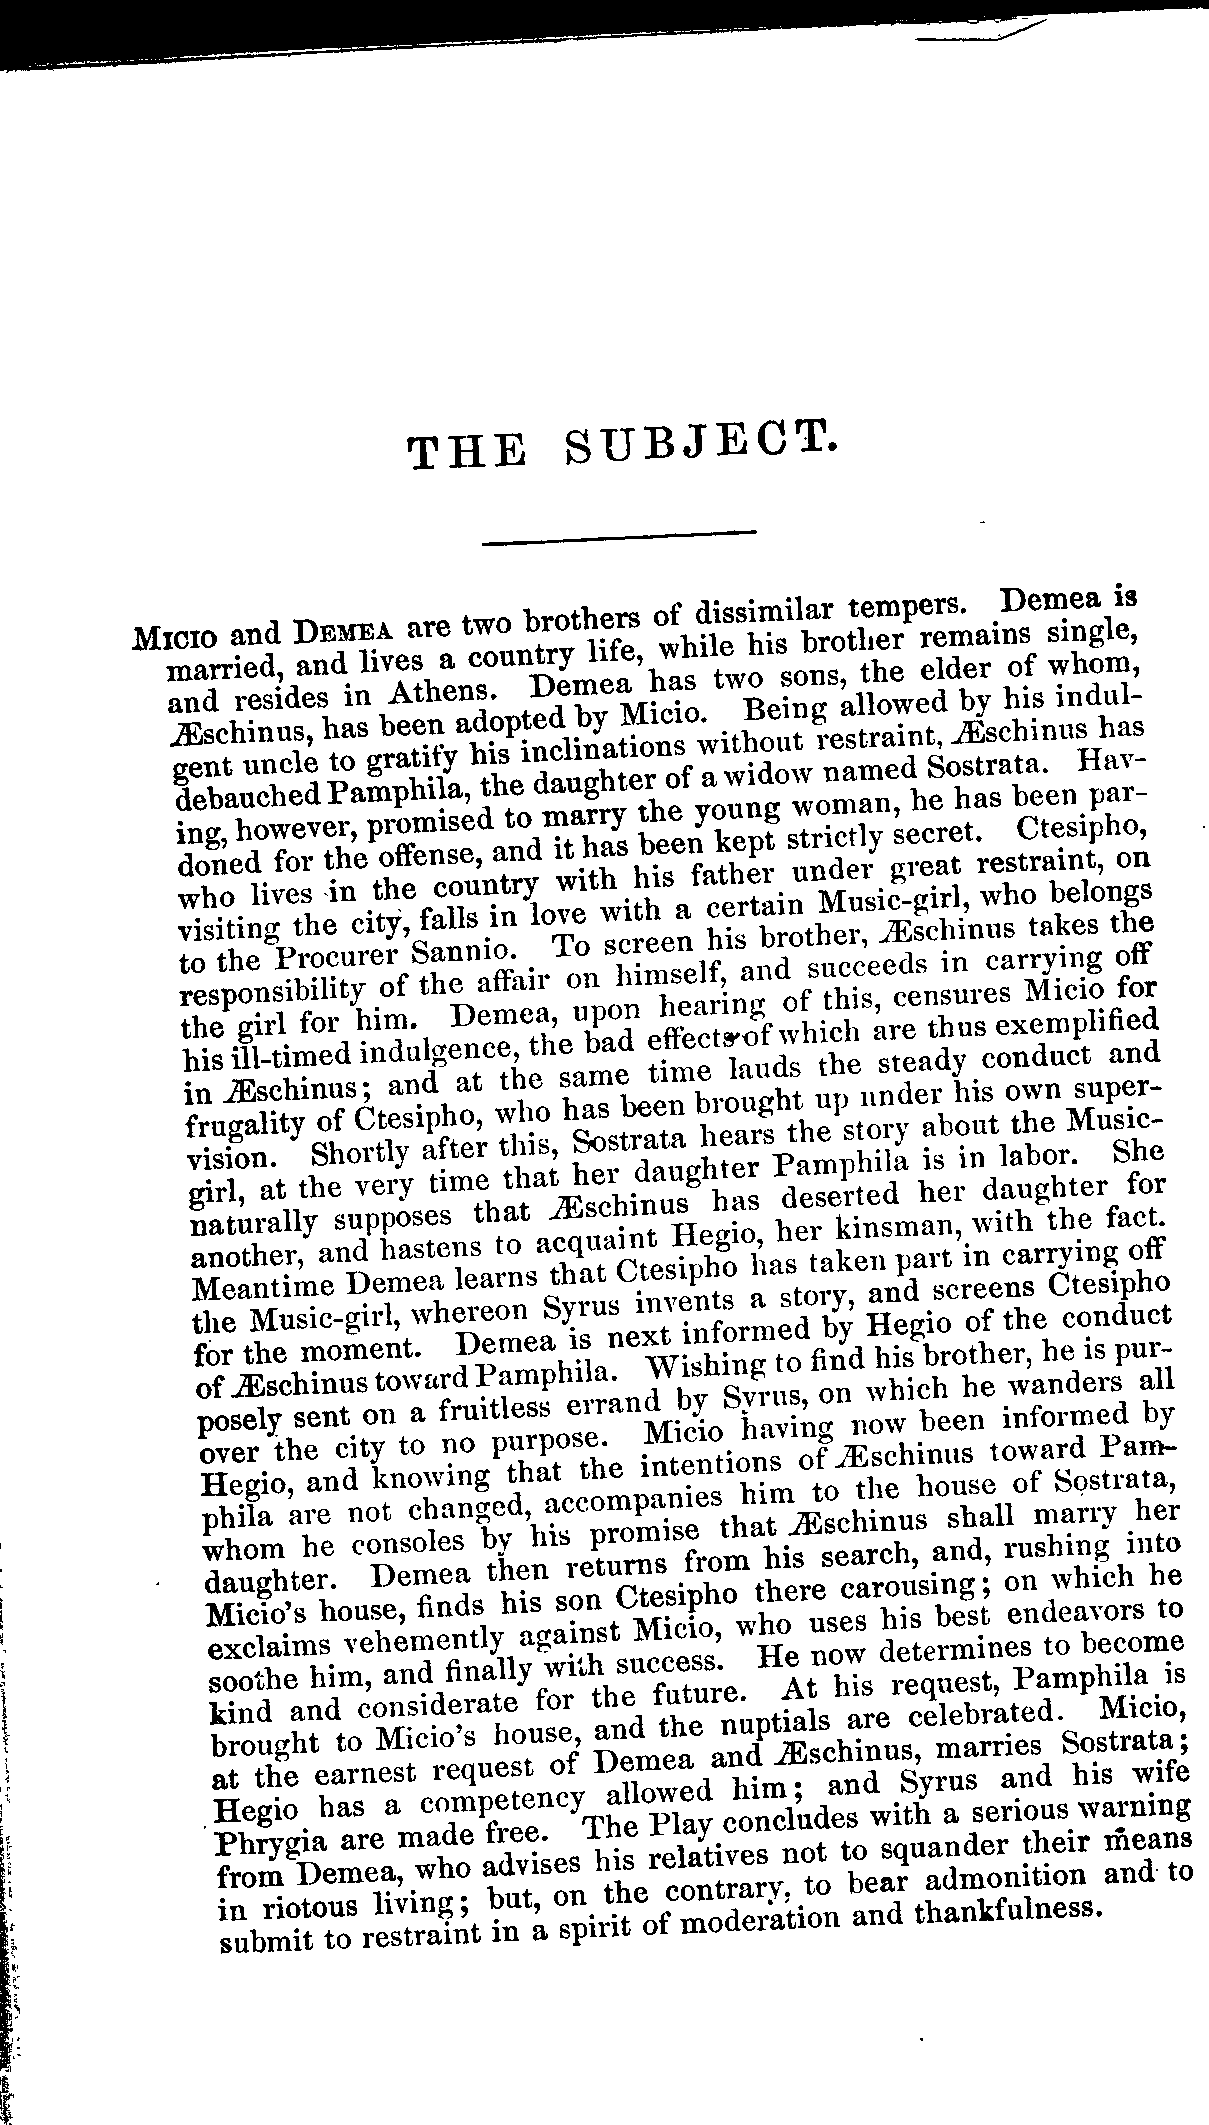 THE SUBJECT.
MICIO and DEMEA are two brothers of dissimilar tempers. Demea is
married, and lives a country life, while his brother remains single,
and resides in Athens. Demea has two sons, the elder of whom,
Æschinus, has been adopted by Micio. Being allowed by his indul-
gent uncle to gratify his inclinations without restraint, Æschinus has
debauched Pamphila, the daughter of a widow named Sostrata. Hav-
ing, however, promised to marry the young woman, he has been par-
doned for the offense, and it has been kept strictly secret. Ctesipho,
who lives in the country with his father under great restraint, on
visiting the city, falls in love with a certain Music-girl, who belongs
to the Procurer Sannio. To screen his brother, Æschinus takes the
responsibility of the affair on himself, and succeeds in carrying off
the girl for him. Demea, upon hearing of this, censures Micio for
his ill-timed indulgence, the bad effects of which are thus exemplified
in Æschinus; and at the same time lauds the steady conduct and
frugality of Ctesipho, who has been brought up under his own super-
vision. Shortly after this, Sostrata hears the story about the Music-
girl, at the very time that her daughter Pamphila is in labor. She
naturally supposes that Æschinus has deserted her daughter for
another, and hastens to acquaint Hegio, her kinsman, with the fact.
Meantime Demea learns that Ctesipho has taken part in carrying off
the Music-girl, whereon Syrus invents a story, and screens Ctesipho
for the moment. Demea is next informed by Hegio of the conduct
of Æschinus toward Pamphila. Wishing to find his brother, he is pur-
posely sent on a fruitless errand by Syrus, on which he wanders all
over the city to no purpose. Micio having now been informed by
Hegio, and knowing that the intentions of Æschinus toward Pam-
phila are not changed, accompanies him to the house of Sostrata,
whom he consoles by his promise that Æschinus shall marry her
daughter. Demea then returns from his search, and, rushing into
Micio's house, finds his son Ctesipho there carousing; on which he
exclaims vehemently against Micio, who uses his best endeavors to
soothe him, and finally with success. He now determines to become
kind and considerate for the future. At his request, Pamphila is
brought to Micio's house, and the nuptials are celebrated. Micio,
at the earnest request of Demea and Æschinus, marries Sostrata;
Hegio has a competency allowed him; and Syrus and his wife
Phrygia are made free. The Play concludes with a serious warning
from Demea, who advises his relatives not to squander their means
in riotous living; but, on the contrary, to bear admonition and to
submit to restraint in a spirit of moderation and thankfulness.